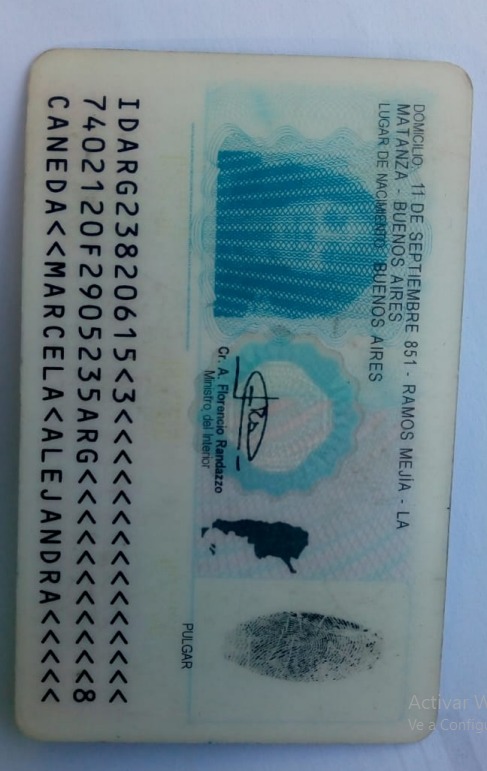 DOMICILIO: 11 DE SEPTIEMBRE 851 - RAMOS MEJÍA - LA
MATANZA - BUENOS AIRES
LUGAR DE NACIMIENTO: BUENOS AIRES
Cr. A. Florencio Randazzo
Ministro del Interior
PULGAR
IDARG23820615<3<<<<<<<<<<<<<<<
7402120F2905235ARG<<<<<<<<<<<8
CANEDA<<MARCELA<ALEJANDRA<<<<<
Activar W
Ve a Configu